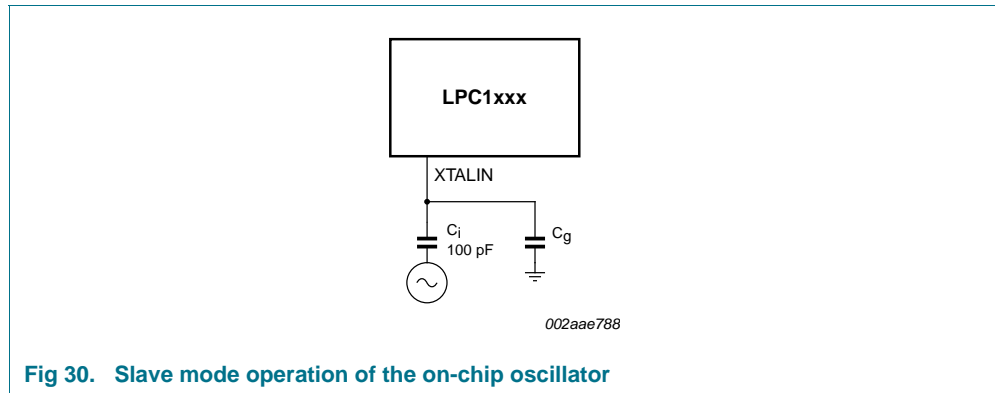 LPC1xxx
XTALIN
Ci
100 pF
Cg
002aae788
Fig 30. Slave mode operation of the on-chip oscillator